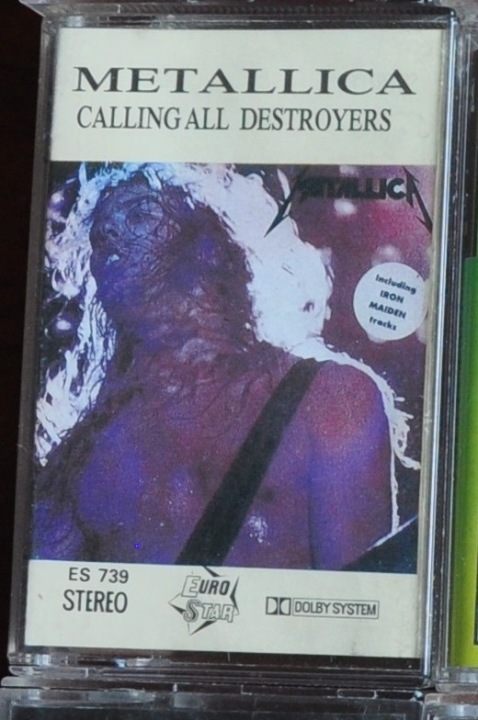 METALLICA
CALLING ALL DESTROYERS
METALLICA
including
IRON
MAIDEN
tracks
ES 739
STEREO
EURO
STAR
DOLBY SYSTEM